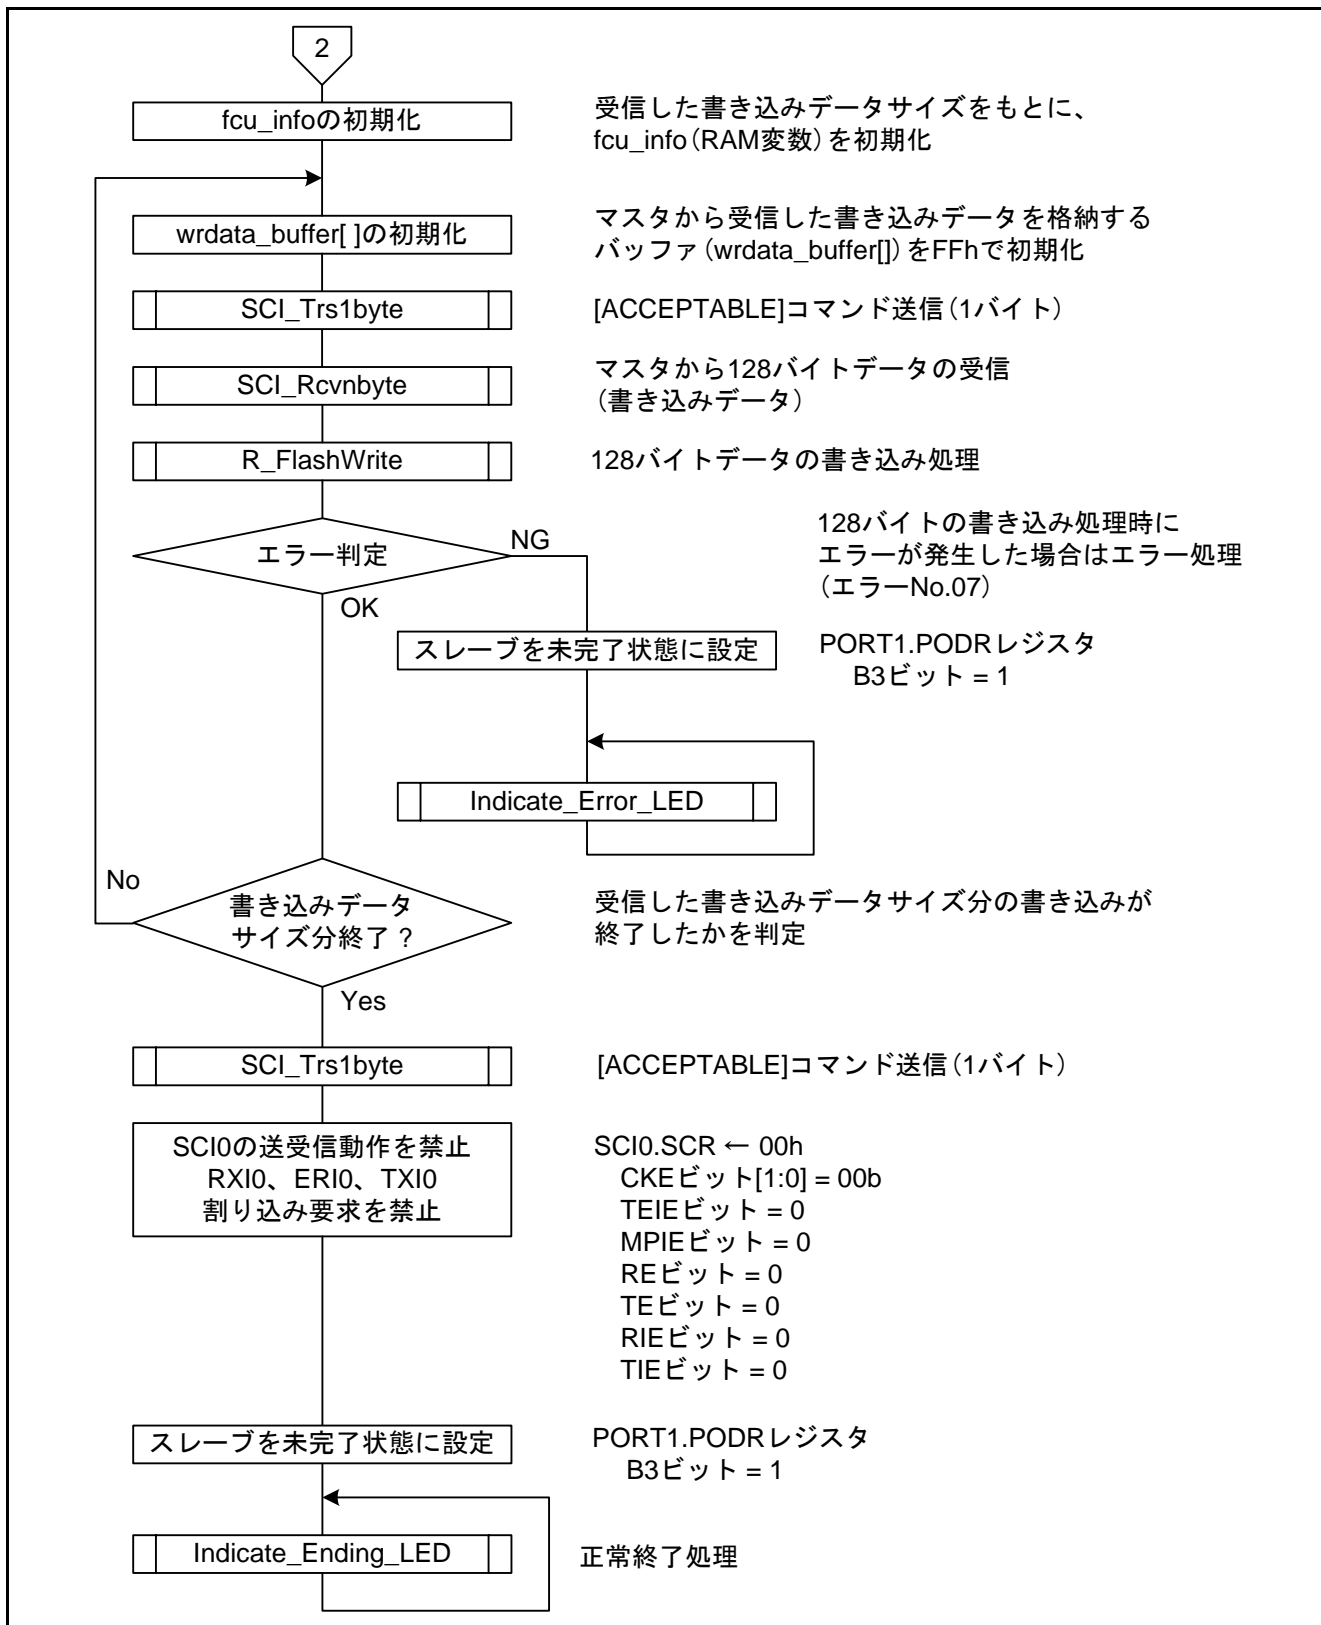 2
fcu_infoの初期化
受信した書き込みデータサイズをもとに、
fcu_info(RAM変数)を初期化
wrdata_buffer[ ]の初期化
マスタから受信した書き込みデータを格納する
バッファ(wrdata_buffer[])をFFhで初期化
SCI_Trs1byte
[ACCEPTABLE]コマンド送信(1バイト)
SCI_Rcvnbyte
マスタから128バイトデータの受信
(書き込みデータ)
R_FlashWrite
128バイトデータの書き込み処理
エラー判定
NG
OK
128バイトの書き込み処理時に
エラーが発生した場合はエラー処理
(エラーNo.07)
スレーブを未完了状態に設定
PORT1.PODRレジスタ
B3ビット = 1
Indicate_Error_LED
No
書き込みデータ
サイズ分終了?
受信した書き込みデータサイズ分の書き込みが
終了したかを判定
Yes
SCI_Trs1byte
[ACCEPTABLE]コマンド送信(1バイト)
SCI0の送受信動作を禁止
RXI0、ERI0、TXI0
割り込み要求を禁止
SCI0.SCR ← 00h
CKEビット[1:0] = 00b
TEIEビット = 0
MPIEビット = 0
REビット = 0
TEビット = 0
RIEビット = 0
TIEビット = 0
スレーブを未完了状態に設定
PORT1.PODRレジスタ
B3ビット = 1
Indicate_Ending_LED
正常終了処理